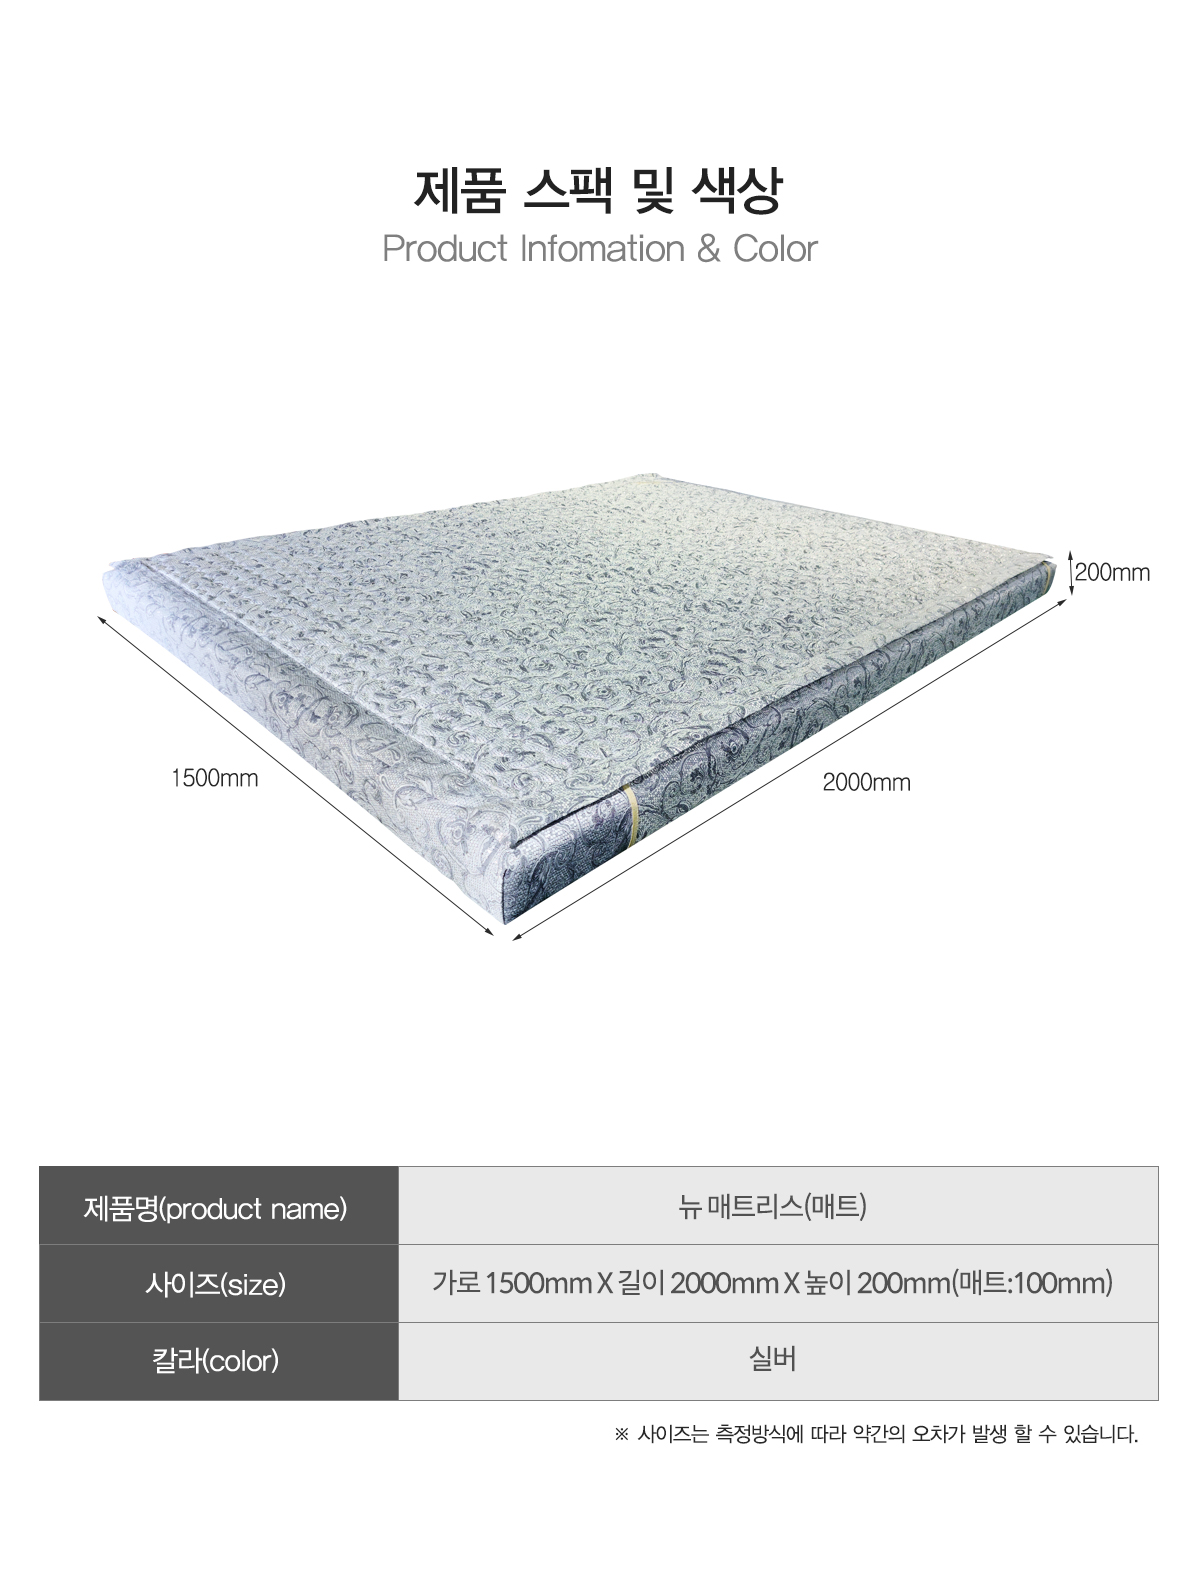 제품 스팩 및 색상
Product Infomation & Color
200mm
1500mm
2000mm
제품명(product name)
뉴 매트리스(매트)
사이즈(size)
가로 1500mm X 길이 2000mm X 높이 200mm(매트:100mm)
칼라(color)
실버
※ 사이즈는 측정방식에 따라 약간의 오차가 발생 할 수 있습니다.